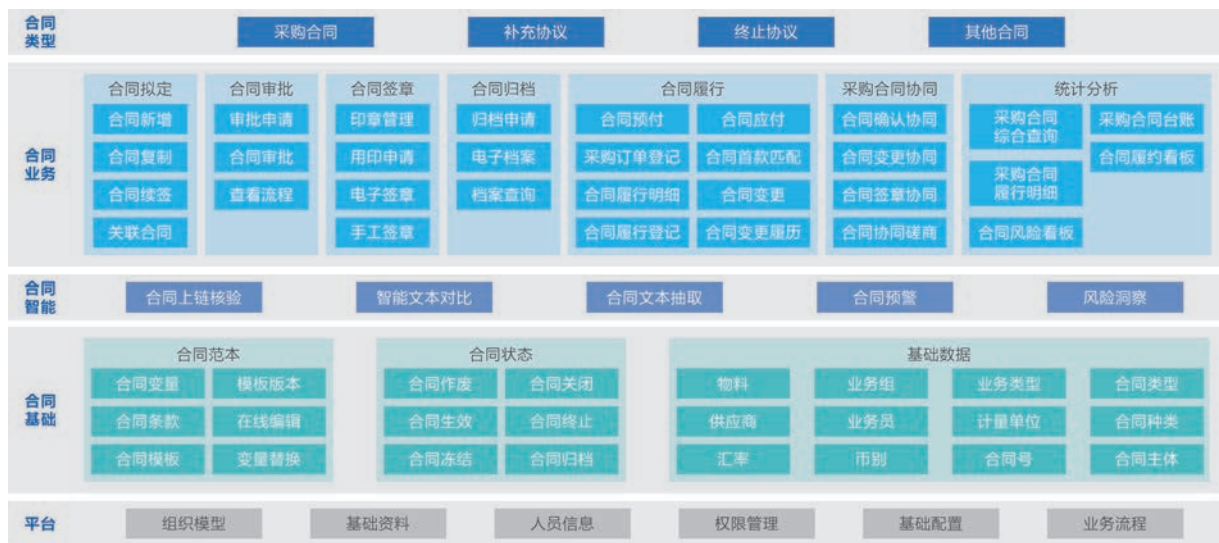 合同
类型
采购合同
补充协议
终止协议
其他合同
合同
业务
合同拟定
合同新增
合同复制
合同续签
关联合同
合同审批
审批申请
合同审批
查看流程
合同签章
印章管理
用印申请
电子签章
手工签章
合同归档
归档申请
电子档案
档案查询
合同履行
合同预付
合同应付
采购订单登记
合同首款匹配
合同履行明细
合同变更
合同履行登记
合同变更履历
采购合同协同
合同确认协同
合同变更协同
合同签章协同
合同协同磋商
统计分析
采购合同
综合查询
采购合同台账
采购合同
履行明细
合同履约看板
合同风险看板
合同
智能
合同上链核验
智能文本对比
合同文本抽取
合同预警
风险洞察
合同
基础
合同范本
合同变量
模板版本
合同条款
在线编辑
合同模板
变量替换
合同状态
合同作废
合同关闭
合同生效
合同终止
合同冻结
合同归档
基础数据
物料
业务组
业务类型
合同类型
供应商
业务员
计量单位
合同种类
汇率
币别
合同号
合同主体
平台
组织模型
基础资料
人员信息
权限管理
基础配置
业务流程